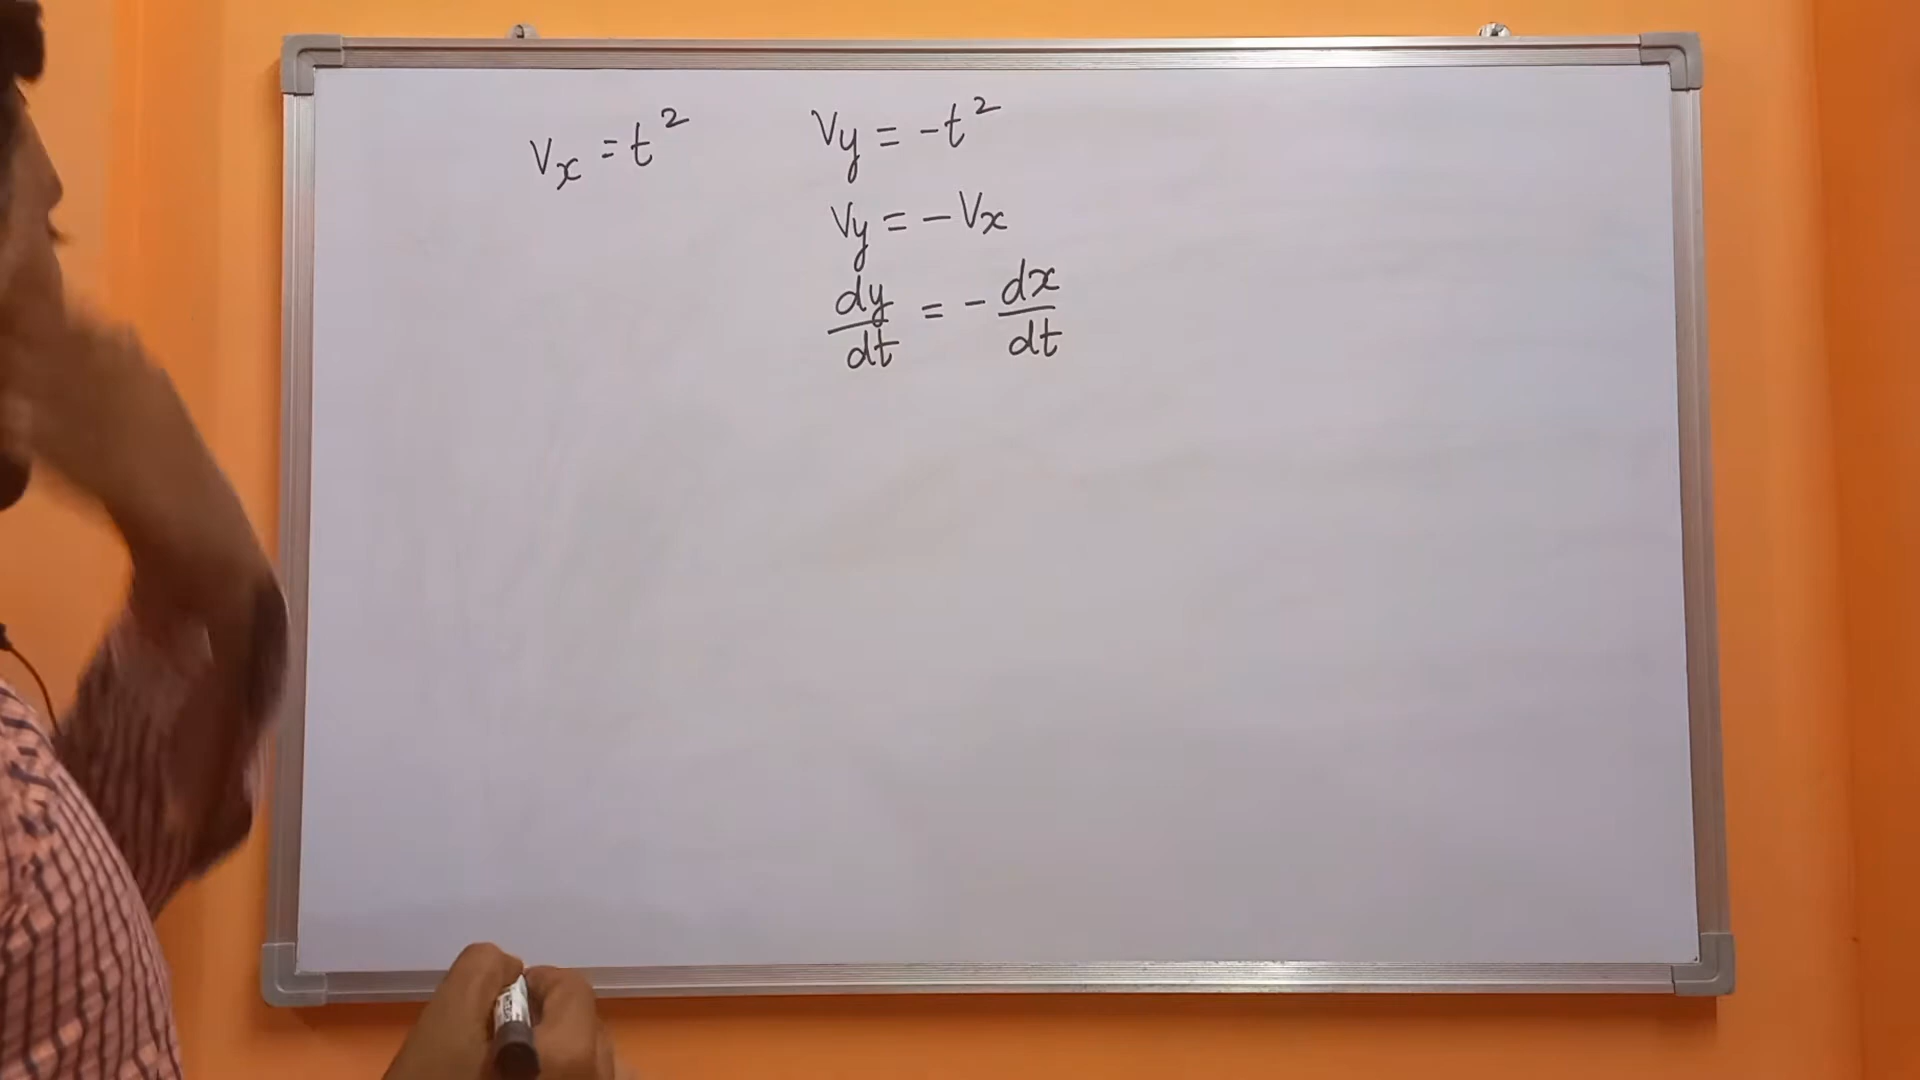 Vx = t²
Vy = -t²
Vy = -Vx
dy/dt = - dx/dt